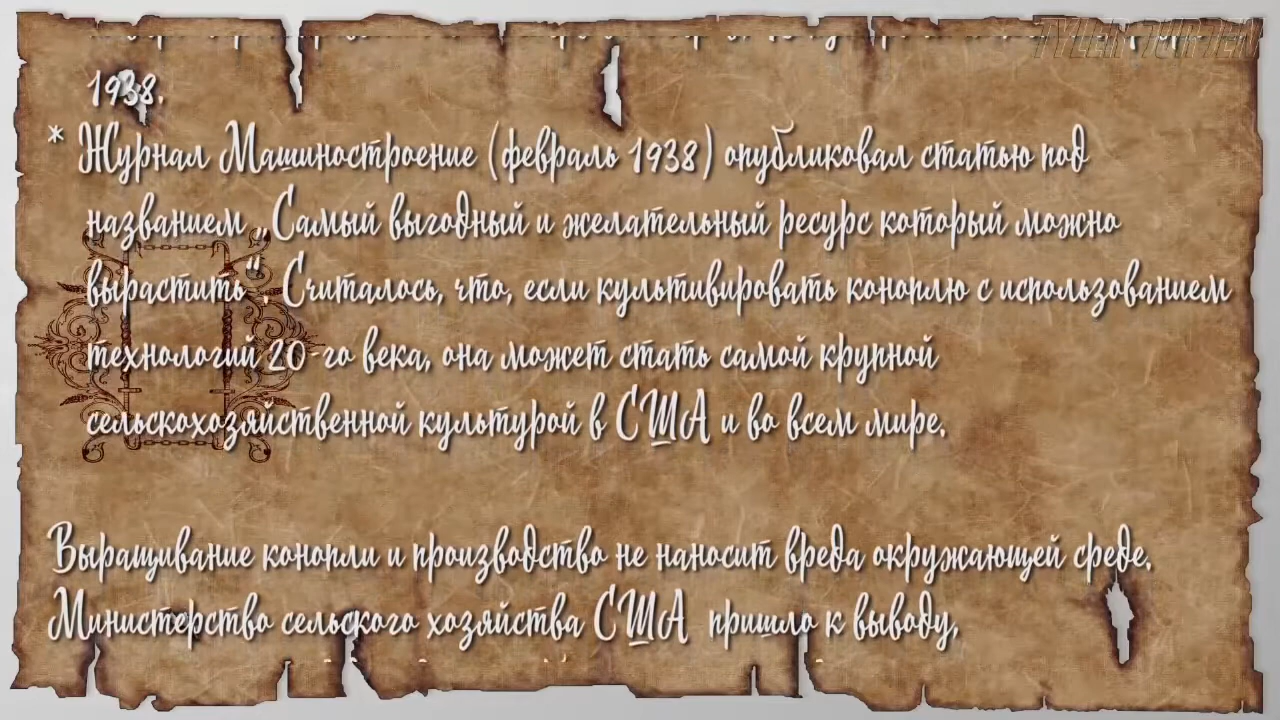 TYLER DURDEN
1938.
* Журнал Машиностроение (февраль 1938) опубликовал статью под
названием „Самый выгодный и желательный ресурс который можно
вырастить". Считалось, что, если культивировать коноплю с использованием
технологий 20-го века, она может стать самой крупной
сельскохозяйственной культурой в США и во всем мире.
Выращивание конопли и производство не наносит вреда окружающей среде.
Министерство сельского хозяйства США пришло к выводу,